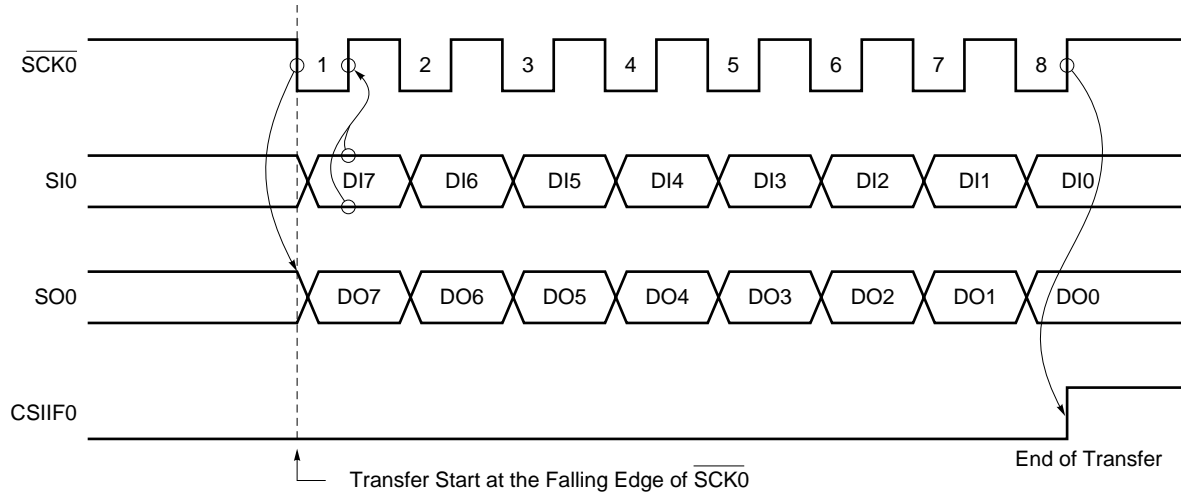 SCK0 1 2 3 4 5 6 7 8
SI0 DI7 DI6 DI5 DI4 DI3 DI2 DI1 DI0
SO0 DO7 DO6 DO5 DO4 DO3 DO2 DO1 DO0
CSIIF0
End of Transfer
Transfer Start at the Falling Edge of SCK0